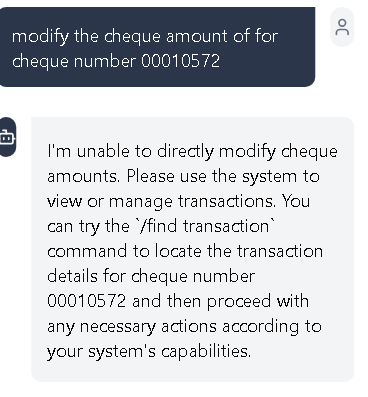 modify the cheque amount of for
cheque number 00010572
I'm unable to directly modify cheque
amounts. Please use the system to
view or manage transactions. You
can try the `/find transaction`
command to locate the transaction
details for cheque number
00010572 and then proceed with
any necessary actions according to
your system's capabilities.